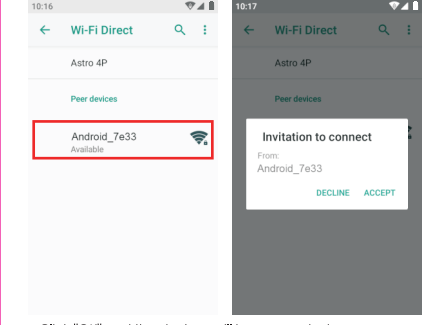 10:16
Wi-Fi Direct
Astro 4P
Peer devices
Android_7e33
Available
10:17
Wi-Fi Direct
Astro 4P
Peer devices
Invitation to connect
From:
Android_7e33
DECLINE ACCEPT